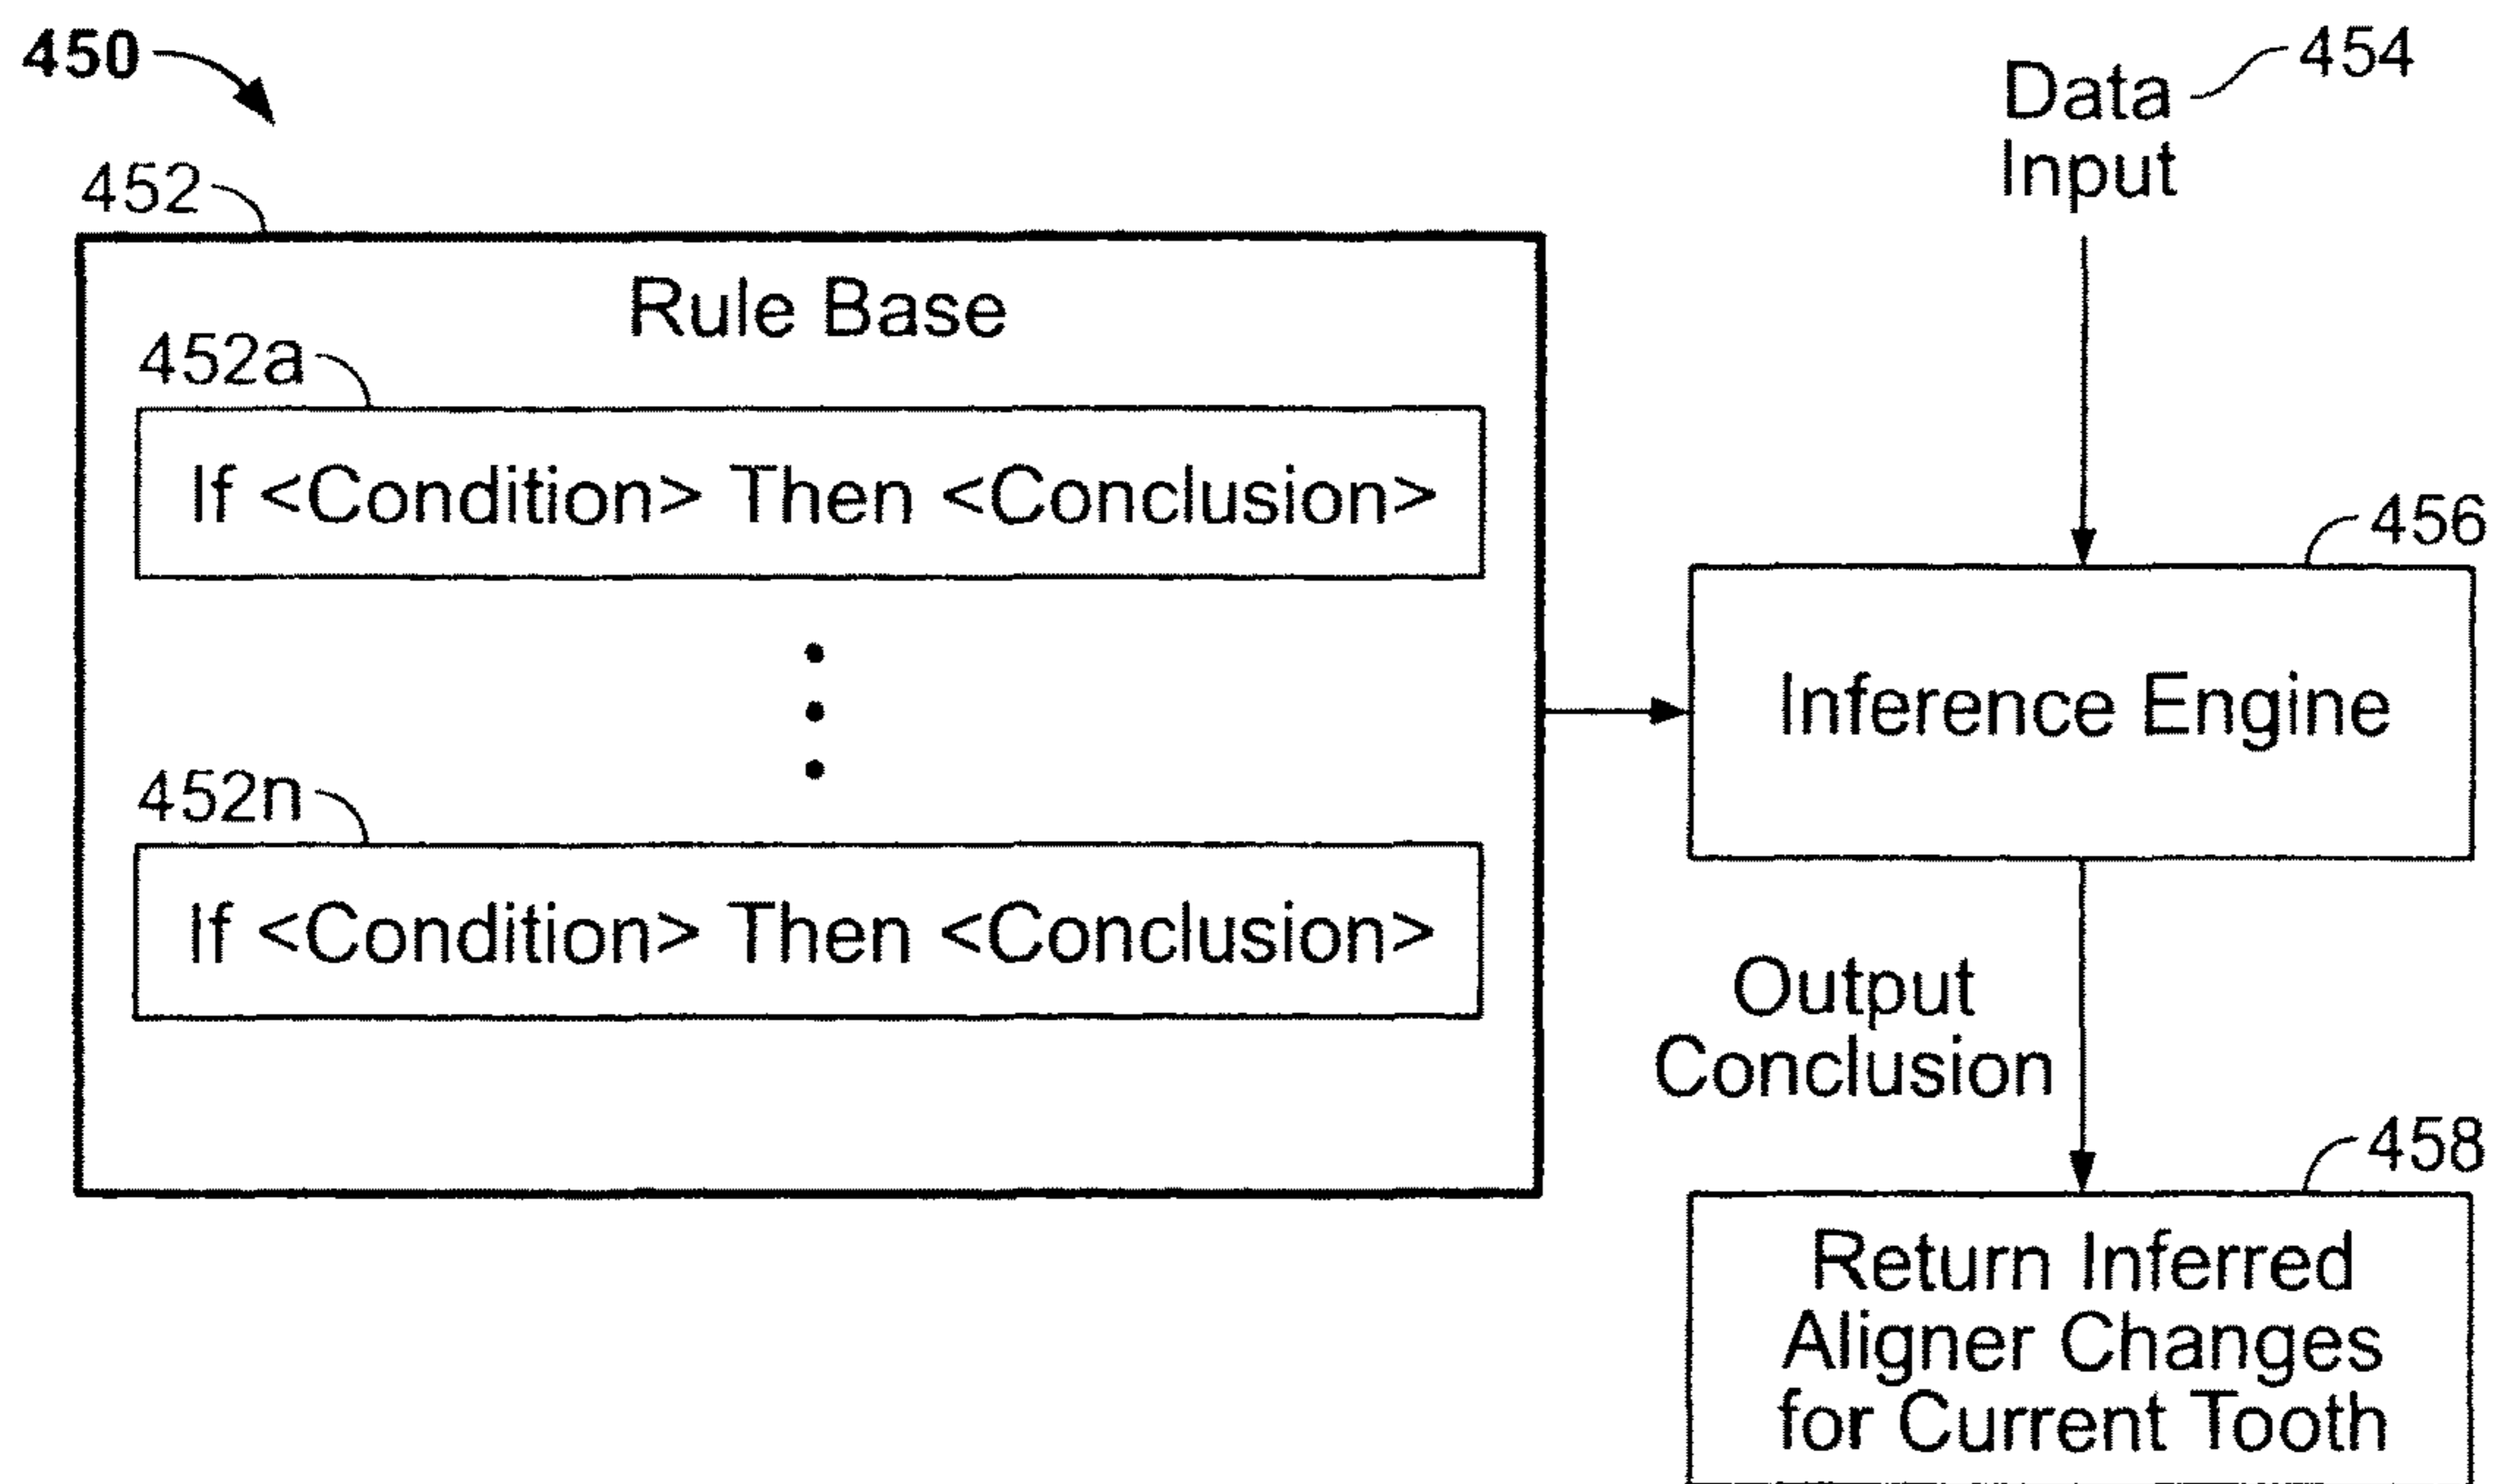 450
454
Data
Input
452
Rule Base
452a
If <Condition> Then <Conclusion>
456
Inference Engine
452n
If <Condition> Then <Conclusion>
Output
Conclusion
458
Return Inferred
Aligner Changes
for Current Tooth